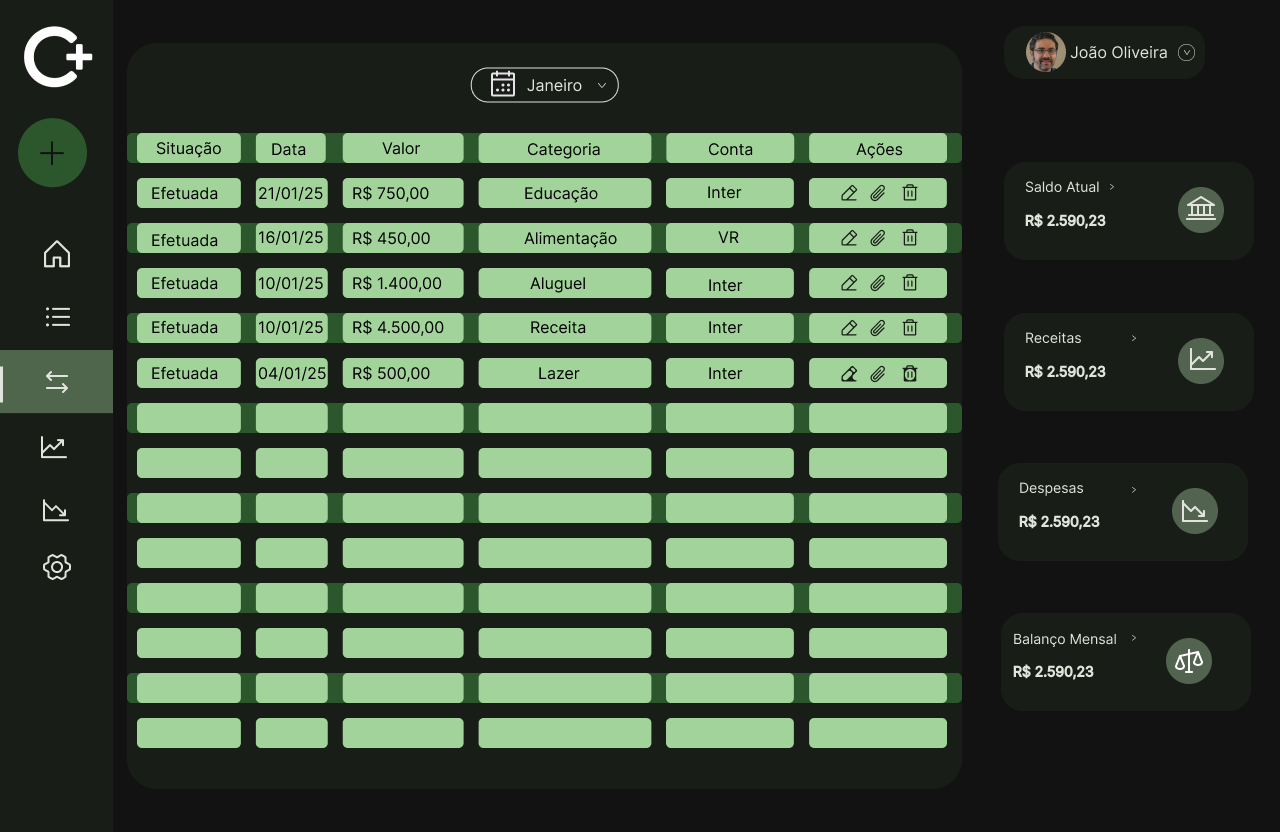 C+
João Oliveira
Janeiro
Situação Data Valor Categoria Conta Ações
Efetuada 21/01/25 R$ 750,00 Educação Inter
Efetuada 16/01/25 R$ 450,00 Alimentação VR
Efetuada 10/01/25 R$ 1.400,00 Aluguel Inter
Efetuada 10/01/25 R$ 4.500,00 Receita Inter
Efetuada 04/01/25 R$ 500,00 Lazer Inter
Saldo Atual
R$ 2.590,23
Receitas
R$ 2.590,23
Despesas
R$ 2.590,23
Balanço Mensal
R$ 2.590,23